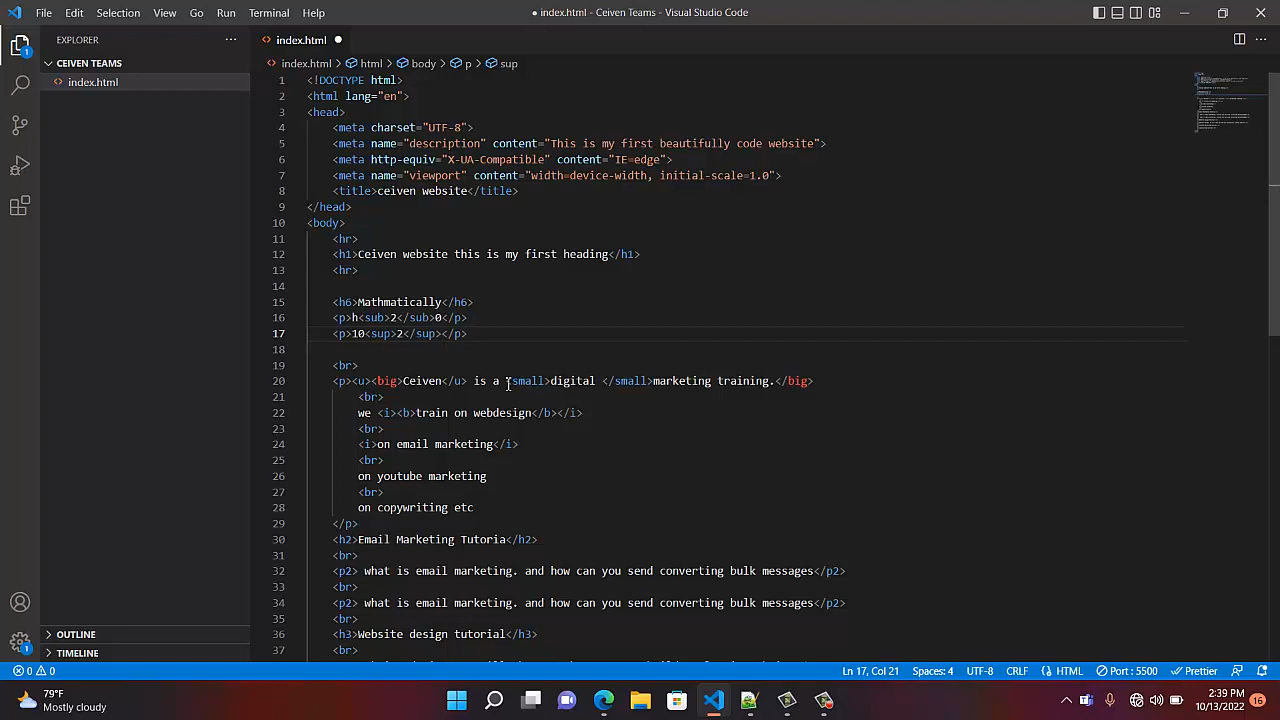 File Edit Selection View Go Run Terminal Help
● index.html - Ceiven Teams - Visual Studio Code
EXPLORER
CEIVEN TEAMS
index.html
1
index.html
index.html > html > body > p > sup
1 <!DOCTYPE html>
2 <html lang="en">
3 <head>
4 <meta charset="UTF-8">
5 <meta name="description" content="This is my first beautifully code website">
6 <meta http-equiv="X-UA-Compatible" content="IE=edge">
7 <meta name="viewport" content="width=device-width, initial-scale=1.0">
8 <title>ceiven website</title>
9 </head>
10 <body>
11 <hr>
12 <h1>Ceiven website this is my first heading</h1>
13 <hr>
14
15 <h6>Mathmatically</h6>
16 <p>h<sub>2</sub>0</p>
17 <p>10<sup>2</sup></p>
18
19 <br>
20 <p><u><big>Ceiven</u> is a <small>digital </small>marketing training.</big>
21 <br>
22 we <i><b>train on webdesign</b></i>
23 <br>
24 <i>on email marketing</i>
25 <br>
26 on youtube marketing
27 <br>
28 on copywriting etc
29 </p>
30 <h2>Email Marketing Tutoria</h2>
31 <br>
32 <p2> what is email marketing. and how can you send converting bulk messages</p2>
33 <br>
34 <p2> what is email marketing. and how can you send converting bulk messages</p2>
35 <br>
36 <h3>Website design tutorial</h3>
37 <br>
OUTLINE
TIMELINE
1
0 0
Ln 17, Col 21 Spaces: 4 UTF-8 CRLF HTML Port : 5500 Prettier
79°F
Mostly cloudy
2:39 PM
10/13/2022
16